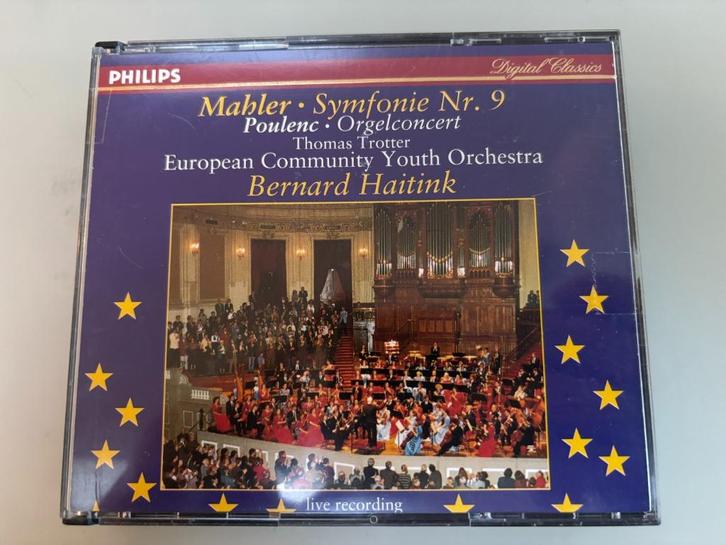 PHILIPS
Digital Classics
Mahler · Symfonie Nr. 9
Poulenc · Orgelconcert
Thomas Trotter
European Community Youth Orchestra
Bernard Haitink
live recording